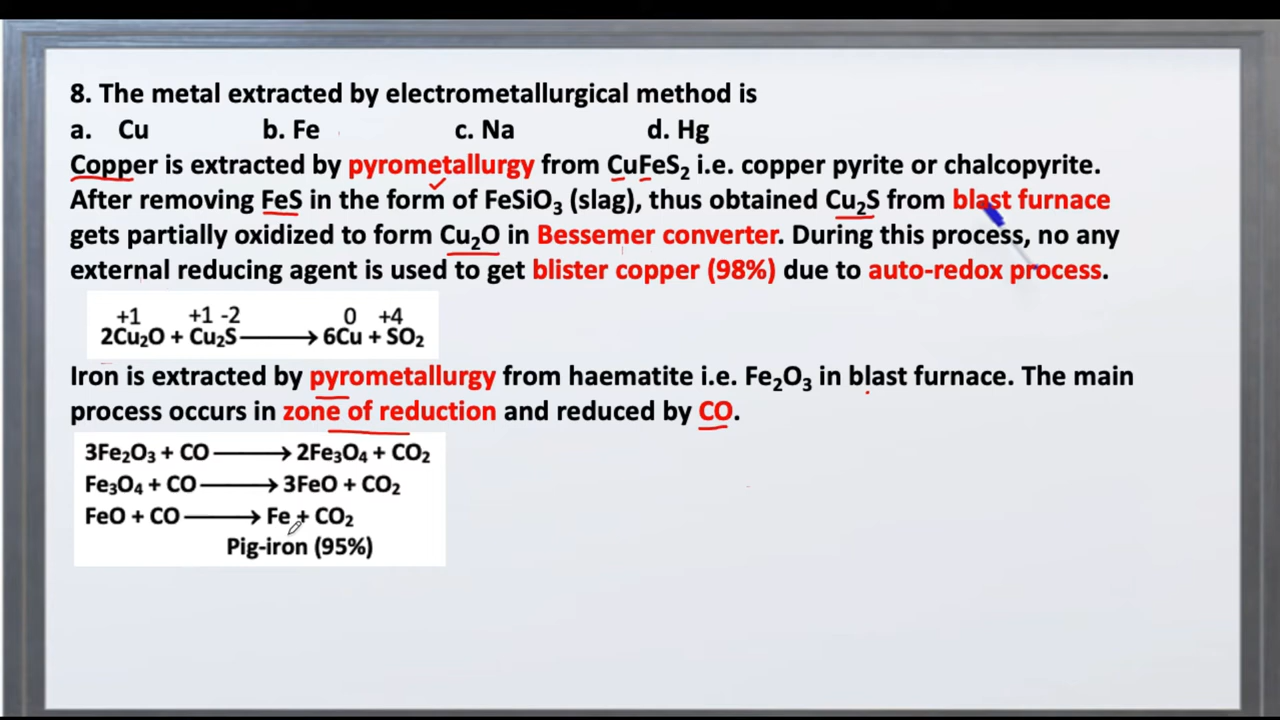 8. The metal extracted by electrometallurgical method is
a. Cu b. Fe c. Na d. Hg
Copper is extracted by pyrometallurgy from CuFeS₂ i.e. copper pyrite or chalcopyrite.
After removing FeS in the form of FeSiO₃ (slag), thus obtained Cu₂S from blast furnace
gets partially oxidized to form Cu₂O in Bessemer converter. During this process, no any
external reducing agent is used to get blister copper (98%) due to auto-redox process.
+1 +1 -2 0 +4
2Cu₂O + Cu₂S ⟶ 6Cu + SO₂
Iron is extracted by pyrometallurgy from haematite i.e. Fe₂O₃ in blast furnace. The main
process occurs in zone of reduction and reduced by CO.
3Fe₂O₃ + CO ⟶ 2Fe₃O₄ + CO₂
Fe₃O₄ + CO ⟶ 3FeO + CO₂
FeO + CO ⟶ Fe + CO₂
Pig-iron (95%)